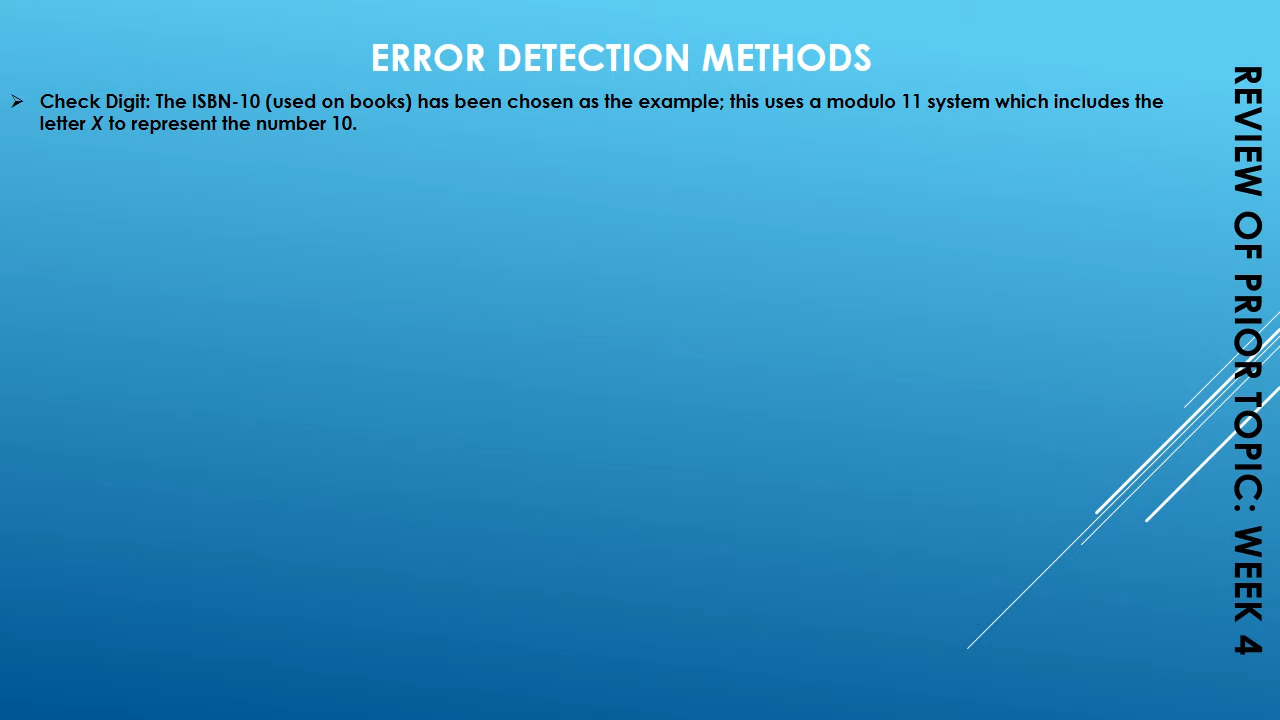 ERROR DETECTION METHODS
➢ Check Digit: The ISBN-10 (used on books) has been chosen as the example; this uses a modulo 11 system which includes the
letter X to represent the number 10.
REVIEW OF PRIOR TOPIC: WEEK 4